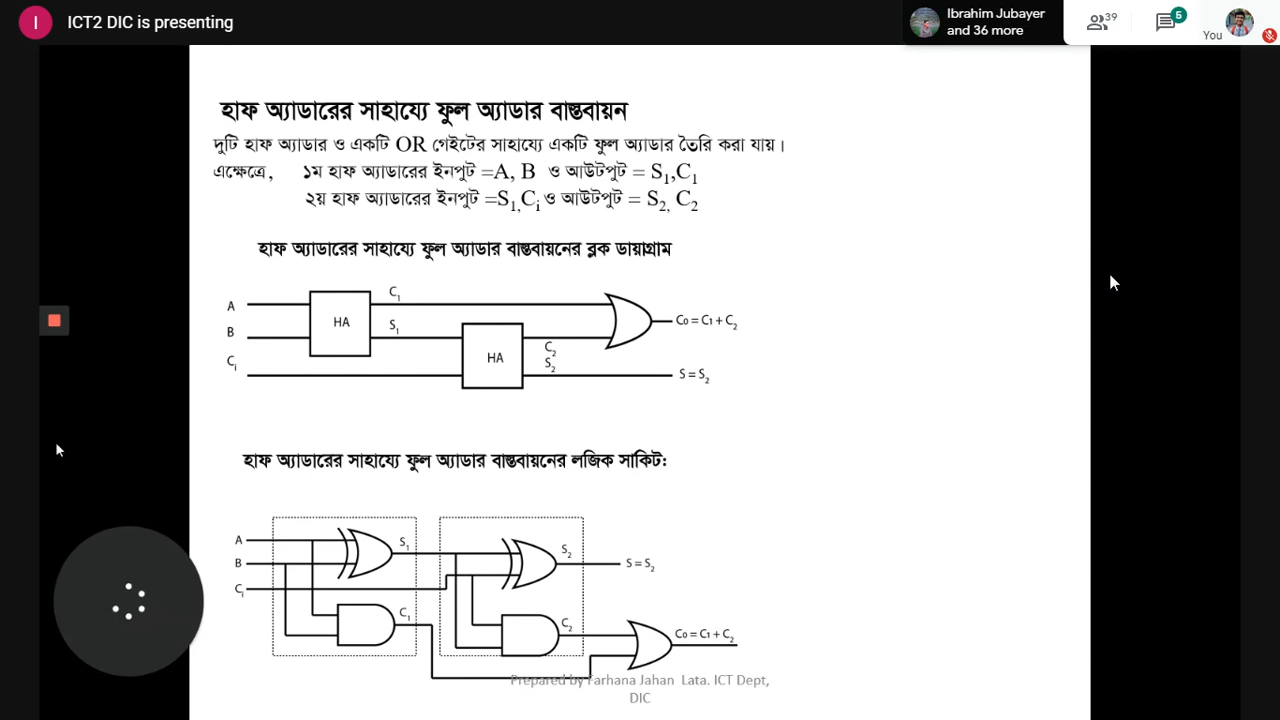 I ICT2 DIC is presenting
Ibrahim Jubayer
and 36 more
39
5
You
হাফ অ্যাডারের সাহায্যে ফুল অ্যাডার বাস্তবায়ন
দুটি হাফ অ্যাডার ও একটি OR গেইটের সাহায্যে একটি ফুল অ্যাডার তৈরি করা যায়।
এক্ষেত্রে, ১ম হাফ অ্যাডারের ইনপুট =A, B ও আউটপুট = S₁,C₁
২য় হাফ অ্যাডারের ইনপুট =S₁,Cᵢ ও আউটপুট = S₂, C₂
হাফ অ্যাডারের সাহায্যে ফুল অ্যাডার বাস্তবায়নের ব্লক ডায়াগ্রাম
A
B
Cᵢ
HA
C₁
S₁
HA
C₂
S₂
C₀ = C₁ + C₂
S = S₂
হাফ অ্যাডারের সাহায্যে ফুল অ্যাডার বাস্তবায়নের লজিক সার্কিট:
A
B
Cᵢ
S₁
C₁
S₂
C₂
S = S₂
C₀ = C₁ + C₂
Prepared by Farhana Jahan Lata. ICT Dept,
DIC